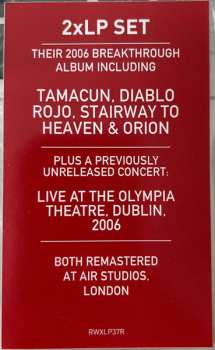 2xLP SET
THEIR 2006 BREAKTHROUGH
ALBUM INCLUDING
TAMACUN, DIABLO
ROJO, STAIRWAY TO
HEAVEN & ORION
PLUS A PREVIOUSLY
UNRELEASED CONCERT:
LIVE AT THE OLYMPIA
THEATRE, DUBLIN,
2006
BOTH REMASTERED
AT AIR STUDIOS,
LONDON
RWXLP37R